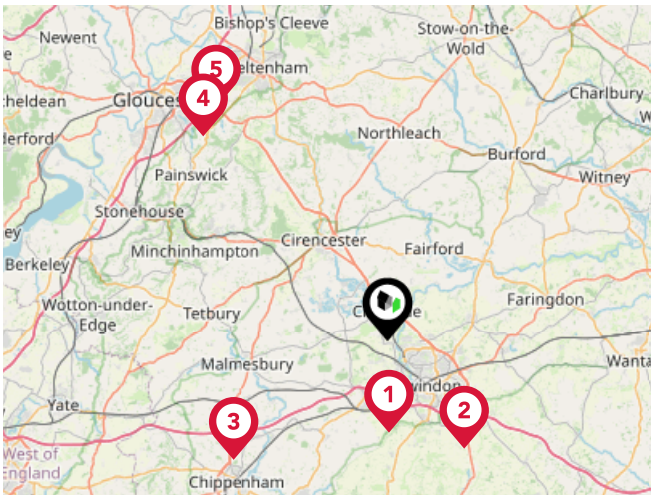 Bishop's Cleeve
Newent
Stow-on-the-
Wold
5
eltenham
cheldean
Glouces
4
Charlbury
derford
Northleach
Burford
Painswick
Witney
Stonehouse
Cirencester
Minchinhampton
Fairford
Berkeley
Wotton-under-
Edge
Tetbury
Faringdon
Malmesbury
Wanta
windon
1
Yate
2
3
West of
England
Chippenham